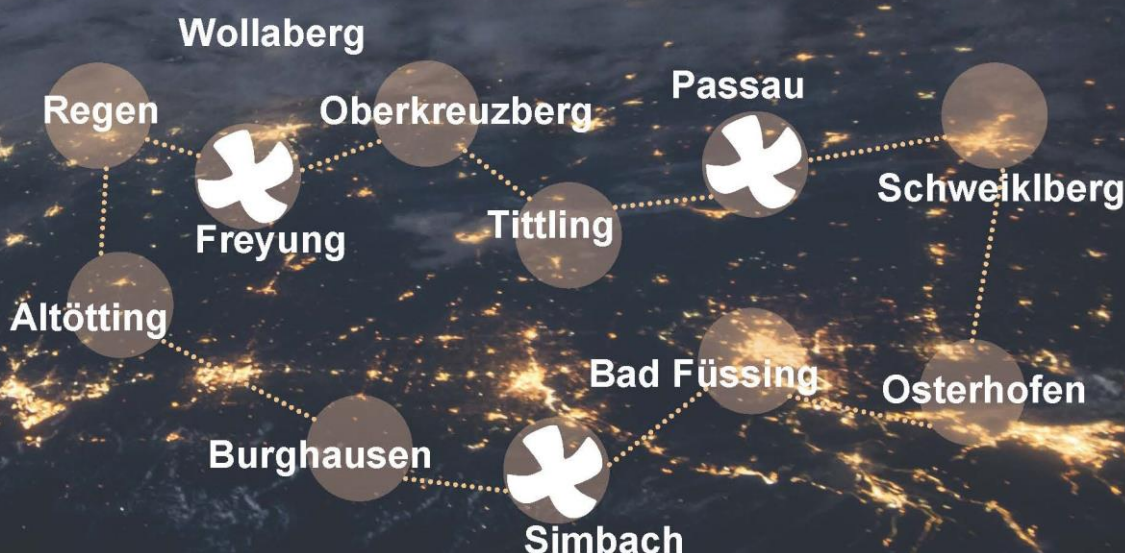 Wollaberg
Regen
Oberkreuzberg
Passau
Schweiklberg
Freyung
Tittling
Altötting
Bad Füssing
Osterhofen
Burghausen
Simbach